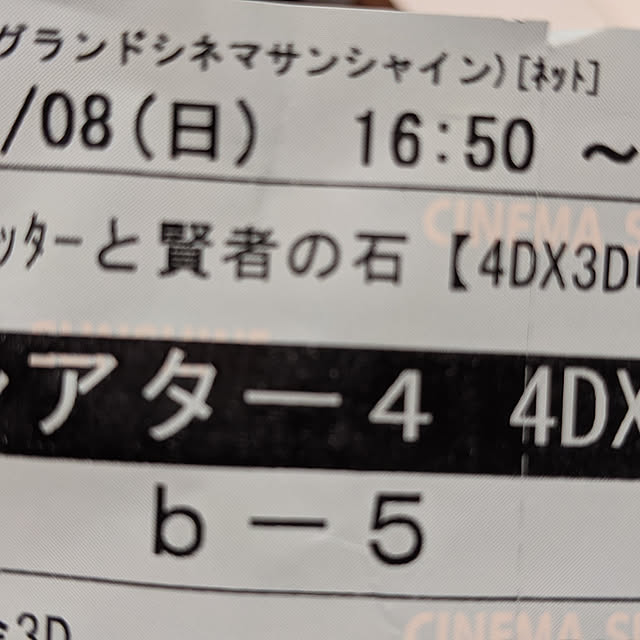 グランドシネマサンシャイン)[ﾈｯﾄ]
/08(日) 16:50 ~
CINEMA S
ｯﾀｰと賢者の石【4DX3D
アター4 4DX
b-5
3D
CINEMA S